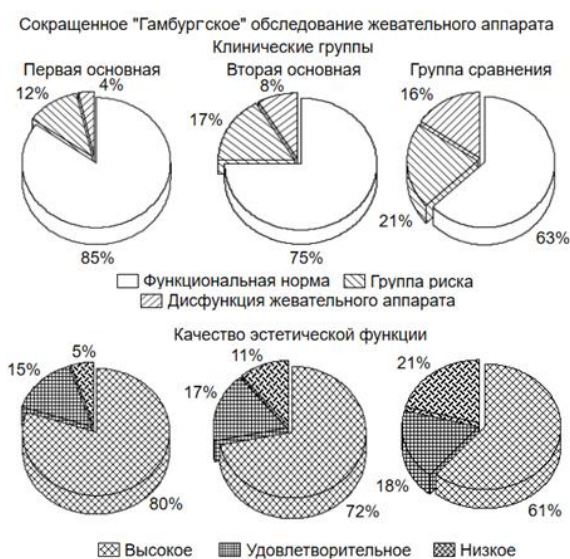 Сокращенное "Гамбургское" обследование жевательного аппарата
Клинические группы
Первая основная
Вторая основная
Группа сравнения
12%
4%
85%
17%
8%
75%
16%
21%
63%
Функциональная норма
Группа риска
Дисфункция жевательного аппарата
Качество эстетической функции
15%
5%
80%
17%
11%
72%
21%
18%
61%
Высокое
Удовлетворительное
Низкое